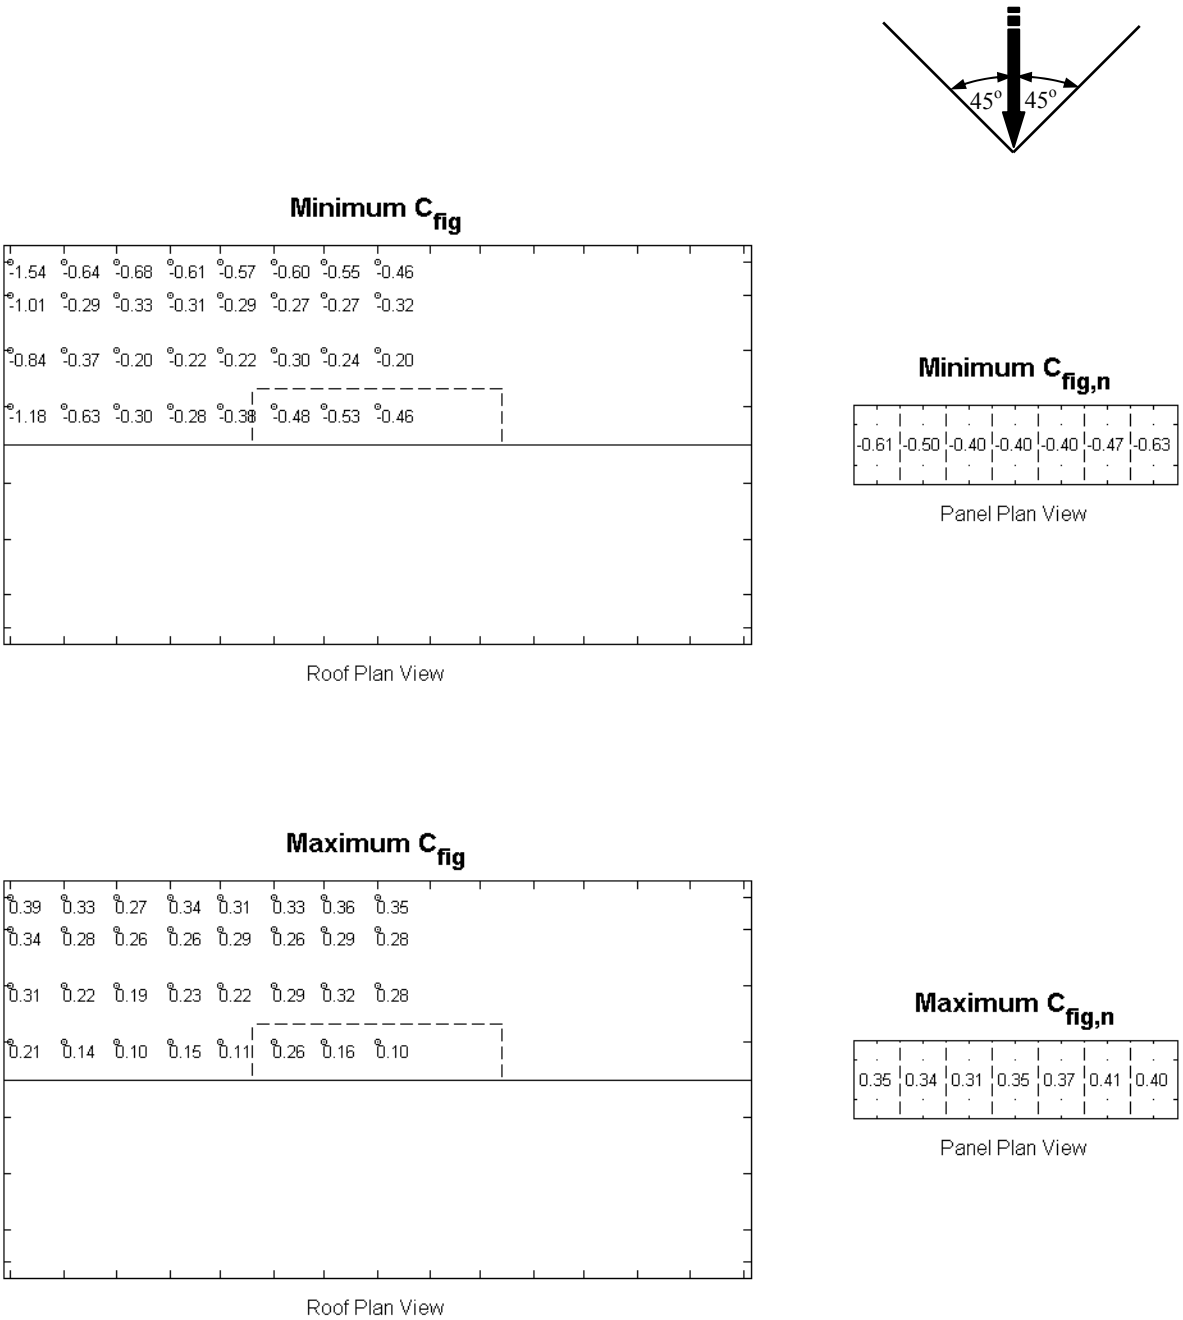 45° 45°
Minimum Cfig
-1.54 -0.64 -0.68 -0.61 -0.57 -0.60 -0.55 -0.46
-1.01 -0.29 -0.33 -0.31 -0.29 -0.27 -0.27 -0.32
-0.84 -0.37 -0.20 -0.22 -0.22 -0.30 -0.24 -0.20
-1.18 -0.63 -0.30 -0.28 -0.38 -0.48 -0.53 -0.46
Roof Plan View
Minimum Cfig,n
-0.61 -0.50 -0.40 -0.40 -0.40 -0.47 -0.63
Panel Plan View
Maximum Cfig
0.39 0.33 0.27 0.34 0.31 0.33 0.36 0.35
0.34 0.28 0.26 0.26 0.29 0.26 0.29 0.28
0.31 0.22 0.19 0.23 0.22 0.29 0.32 0.28
0.21 0.14 0.10 0.15 0.11 0.26 0.16 0.10
Roof Plan View
Maximum Cfig,n
0.35 0.34 0.31 0.35 0.37 0.41 0.40
Panel Plan View